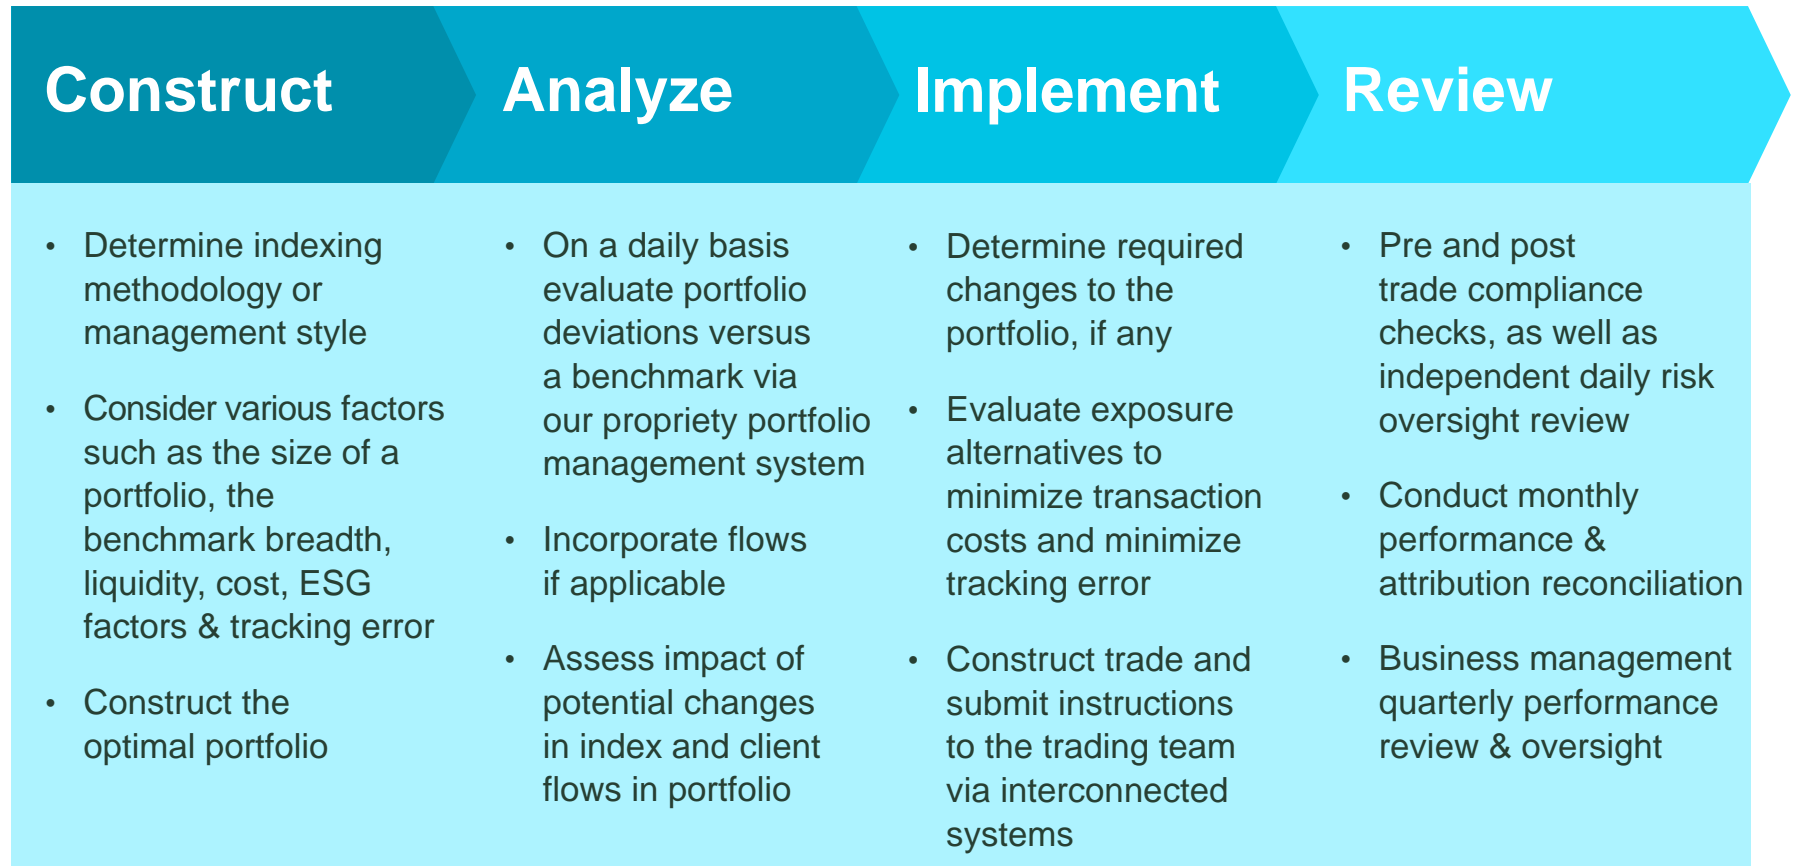 Construct
Analyze
Implement
Review
• Determine indexing
methodology or
management style
• Consider various factors
such as the size of a
portfolio, the
benchmark breadth,
liquidity, cost, ESG
factors & tracking error
• Construct the
optimal portfolio
• On a daily basis
evaluate portfolio
deviations versus
a benchmark via
our propriety portfolio
management system
• Incorporate flows
if applicable
• Assess impact of
potential changes
in index and client
flows in portfolio
• Determine required
changes to the
portfolio, if any
• Evaluate exposure
alternatives to
minimize transaction
costs and minimize
tracking error
• Construct trade and
submit instructions
to the trading team
via interconnected
systems
• Pre and post
trade compliance
checks, as well as
independent daily risk
oversight review
• Conduct monthly
performance &
attribution reconciliation
• Business management
quarterly performance
review & oversight